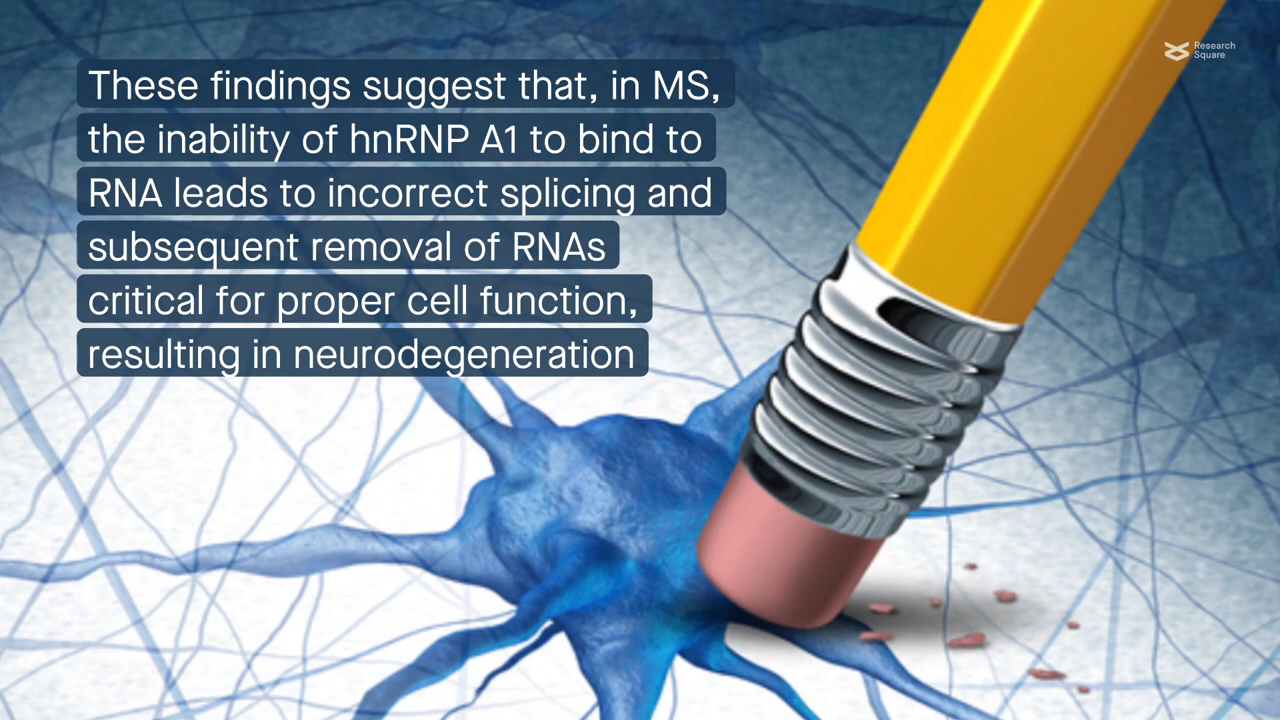 Research
Square
These findings suggest that, in MS,
the inability of hnRNP A1 to bind to
RNA leads to incorrect splicing and
subsequent removal of RNAs
critical for proper cell function,
resulting in neurodegeneration